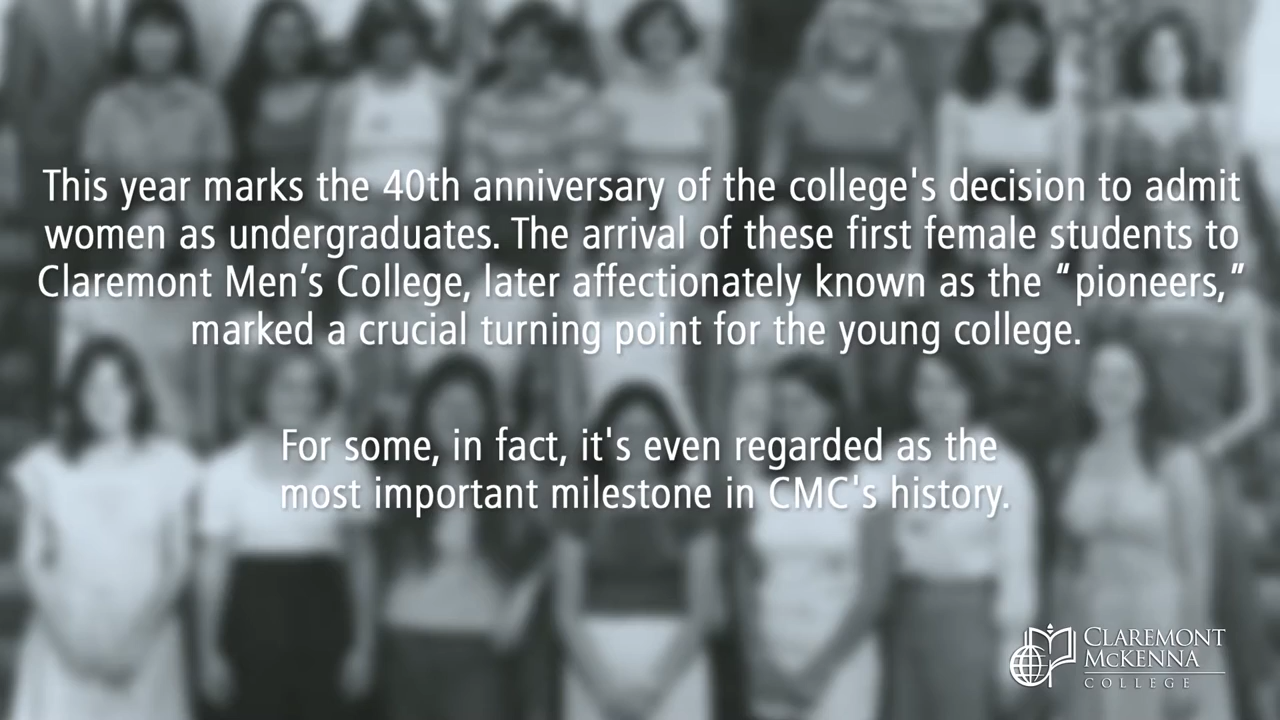 This year marks the 40th anniversary of the college's decision to admit
women as undergraduates. The arrival of these first female students to
Claremont Men’s College, later affectionately known as the “pioneers,”
marked a crucial turning point for the young college.
For some, in fact, it's even regarded as the
most important milestone in CMC's history.
CLAREMONT
MCKENNA
COLLEGE